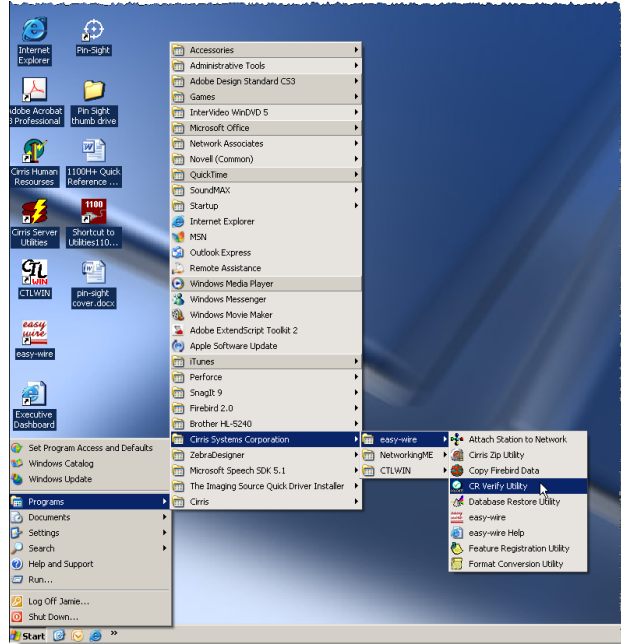 Internet
Explorer
Pin-Sight
Adobe Acrobat
8 Professional
Pin Sight
thumb drive
Cirris Human
Resourses
1100H+ Quick
Reference ...
Cirris Server
Utilities
1100
Shortcut to
Utilities110...
CTL
WIN
CTLWIN
pin-sight
cover.docx
easy
wire
easy-wire
Executive
Dashboard
Set Program Access and Defaults
Windows Catalog
Windows Update
Programs
Documents
Settings
Search
Help and Support
Run...
Log Off Jamie...
Shut Down...
Start
»
Accessories
Administrative Tools
Adobe Design Standard CS3
Games
InterVideo WinDVD 5
Microsoft Office
Network Associates
Novell (Common)
QuickTime
SoundMAX
Startup
Internet Explorer
MSN
Outlook Express
Remote Assistance
Windows Media Player
Windows Messenger
Windows Movie Maker
Adobe ExtendScript Toolkit 2
Apple Software Update
iTunes
Perforce
SnagIt 9
Firebird 2.0
Brother HL-5240
Cirris Systems Corporation
ZebraDesigner
Microsoft Speech SDK 5.1
The Imaging Source Quick Driver Installer
Cirris
easy-wire
NetworkingME
CTLWIN
Attach Station to Network
Cirris Zip Utility
Copy Firebird Data
CR Verify Utility
Database Restore Utility
easy-wire
easy-wire Help
Feature Registration Utility
Format Conversion Utility